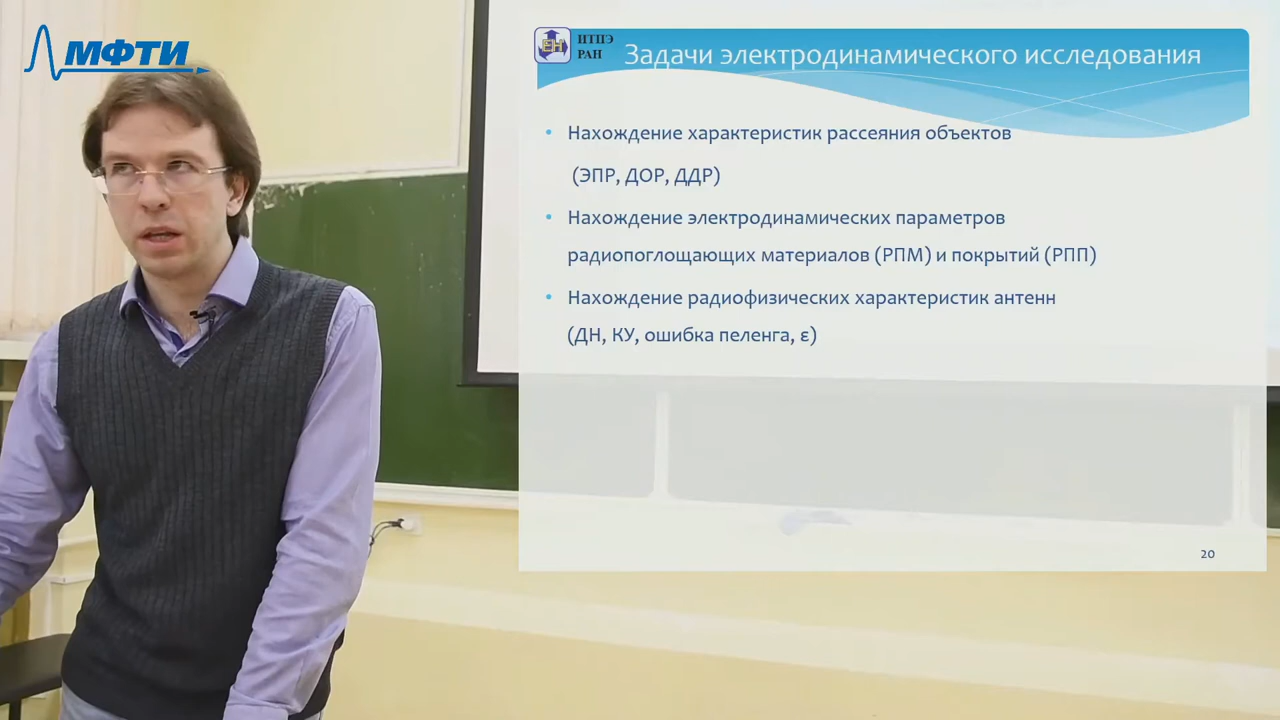 МФТИ
ЕН
ИТПЭ
РАН
Задачи электродинамического исследования
• Нахождение характеристик рассеяния объектов
(ЭПР, ДОР, ДДР)
• Нахождение электродинамических параметров
радиопоглощающих материалов (РПМ) и покрытий (РПП)
• Нахождение радиофизических характеристик антенн
(ДН, КУ, ошибка пеленга, ε)
20